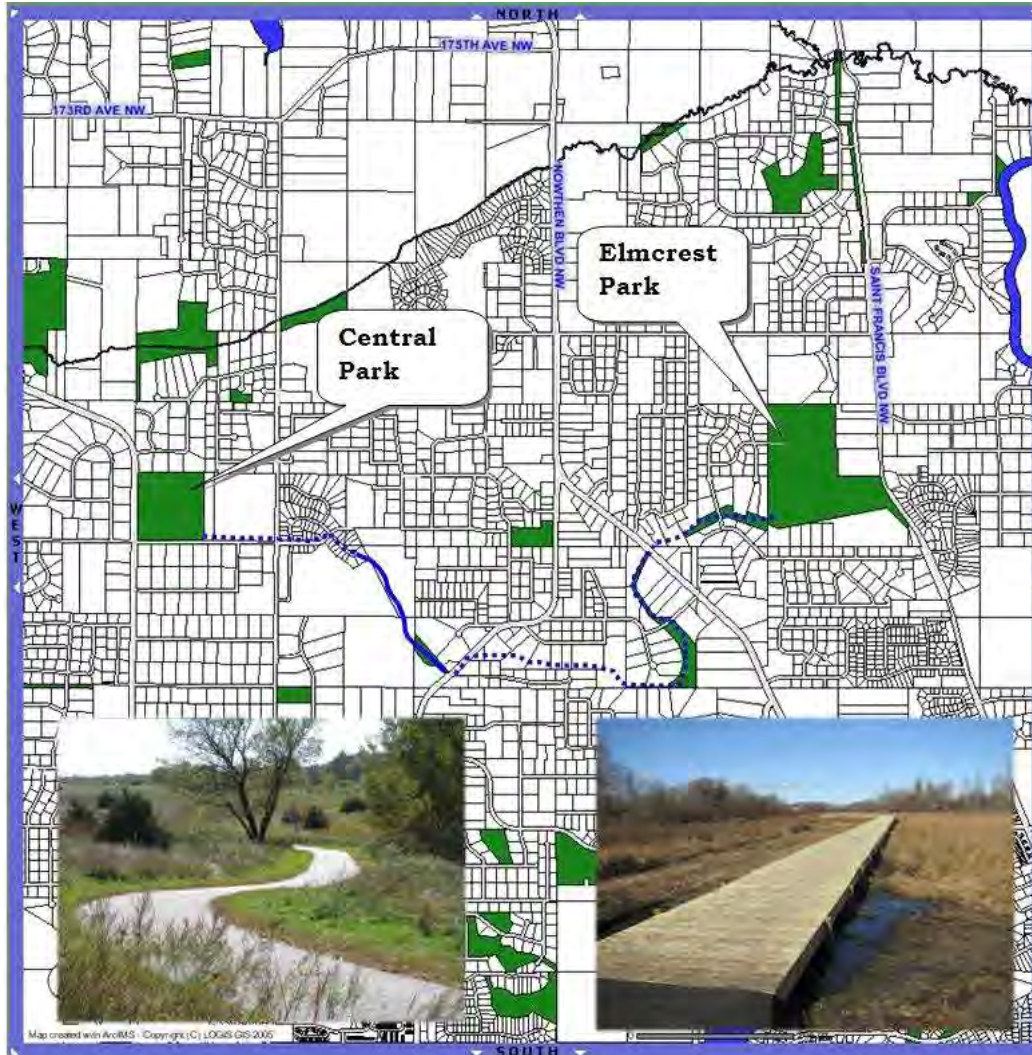 NORTH
175TH AVE NW
173RD AVE NW
NOWTHEN BLVD NW
Elmcrest
Park
SAINT FRANCIS BLVD NW
Central
Park
WEST
Map created with ArcIMS - Copyright (C) LOGIS GIS 2005
SOUTH